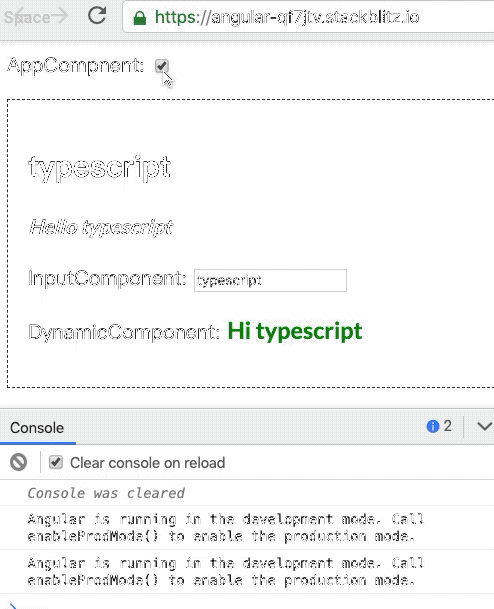 Space
https://angular-qf7jtv.stackblitz.io
AppCompnent:
typescript
Hello typescript
InputComponent: typescript
DynamicComponent: Hi typescript
Console 2
Clear console on reload
Console was cleared
Angular is running in the development mode. Call
enableProdMode() to enable the production mode.
Angular is running in the development mode. Call
enableProdMode() to enable the production mode.